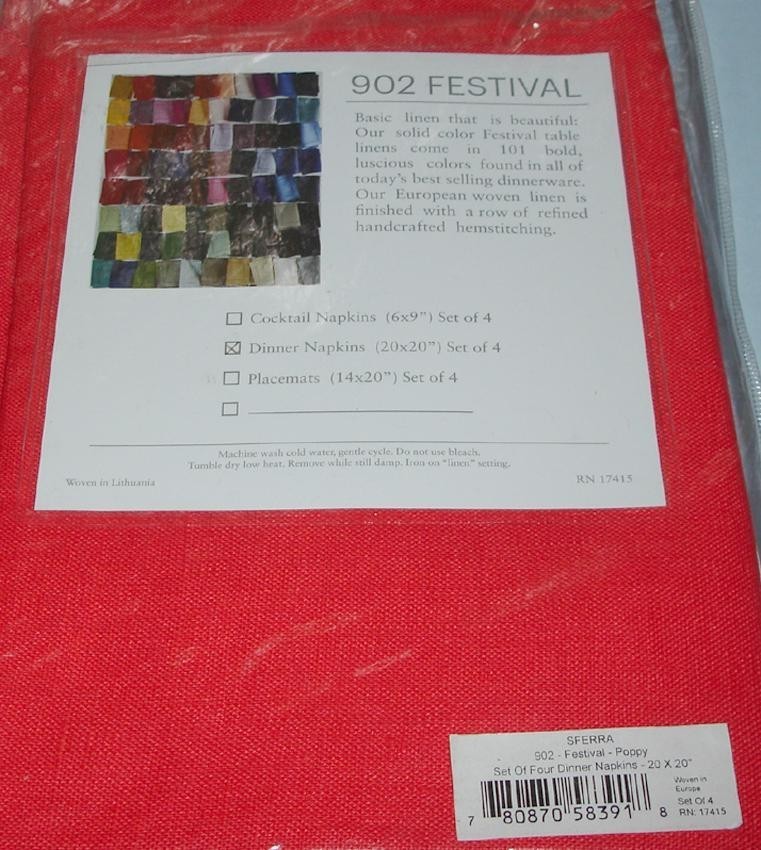 902 FESTIVAL
Basic linen that is beautiful:
Our solid color Festival table
linens come in 101 bold,
luscious colors found in all of
today's best selling dinnerware.
Our European woven linen is
finished with a row of refined
handcrafted hemstitching.
Cocktail Napkins (6x9") Set of 4
Dinner Napkins (20x20") Set of 4
Placemats (14x20") Set of 4
Machine wash cold water, gentle cycle. Do not use bleach.
Tumble dry low heat. Remove while still damp. Iron on "linen" setting.
Woven in Lithuania
RN 17415
SFERRA
902 - Festival - Poppy
Set Of Four Dinner Napkins - 20 X 20"
Woven in
Europe
Set Of 4
RN: 17415
7 80870 58391 8